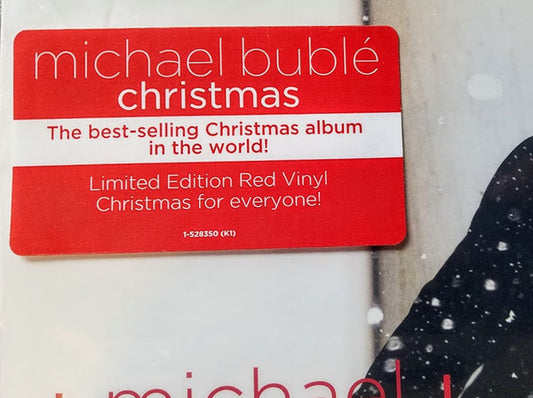 michael bublé
christmas
The best-selling Christmas album
in the world!
Limited Edition Red Vinyl
Christmas for everyone!
1-528350 (K1)
michael